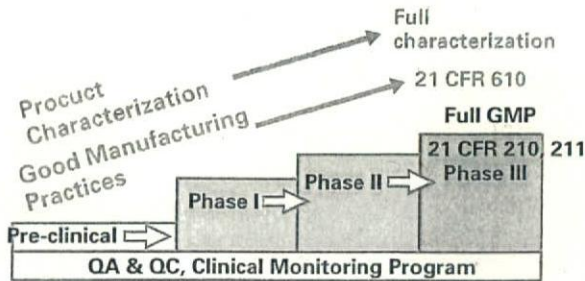 Full
characterization
Procuct
Characterization
21 CFR 610
Good Manufacturing
Practices
Full GMP
21 CFR 210, 211
Phase III
Phase II
Phase I
Pre-clinical
QA & QC, Clinical Monitoring Program